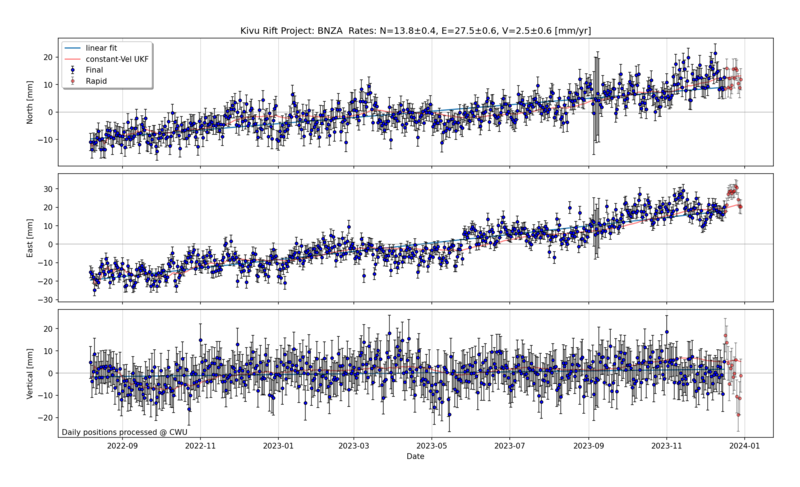 Kivu Rift Project: BNZA Rates: N=13.8±0.4, E=27.5±0.6, V=2.5±0.6 [mm/yr]
linear fit
constant-Vel UKF
Final
Rapid
North [mm]
20
10
0
−10
East [mm]
30
20
10
0
−10
−20
−30
Vertical [mm]
20
10
0
−10
−20
Daily positions processed @ CWU
2022-09
2022-11
2023-01
2023-03
2023-05
2023-07
2023-09
2023-11
2024-01
Date